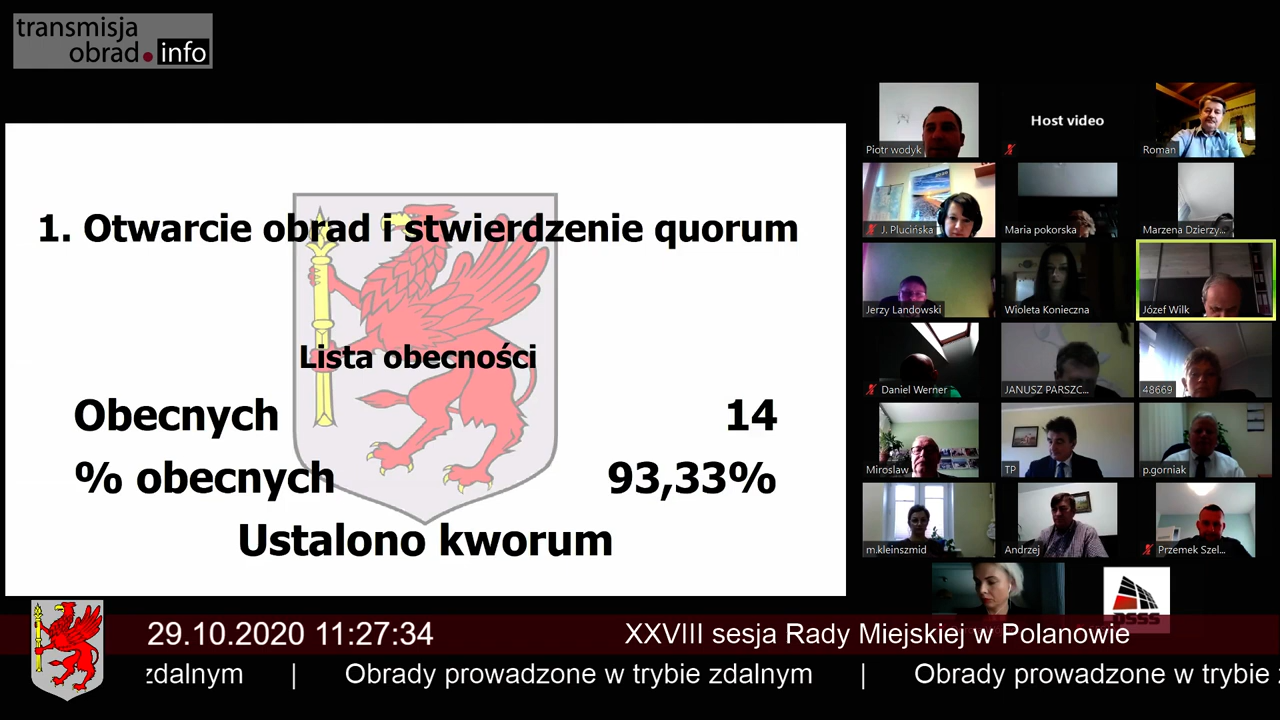 transmisja
obrad.info
1. Otwarcie obrad i stwierdzenie quorum
Lista obecności
Obecnych 14
% obecnych 93,33%
Ustalono kworum
Piotr wodyk
Host video
Roman
J. Plucińska
Maria pokorska
Marzena Dzierzy...
Jerzy Landowski
Wioleta Konieczna
Józef Wilk
Daniel Werner
JANUSZ PARSZC...
48669
Miroslaw
TP
p.gorniak
m.kleinszmid
Andrzej
Przemek Szel...
29.10.2020 11:27:34 XXVIII sesja Rady Miejskiej w Polanowie
zdalnym | Obrady prowadzone w trybie zdalnym | Obrady prowadzone w trybie